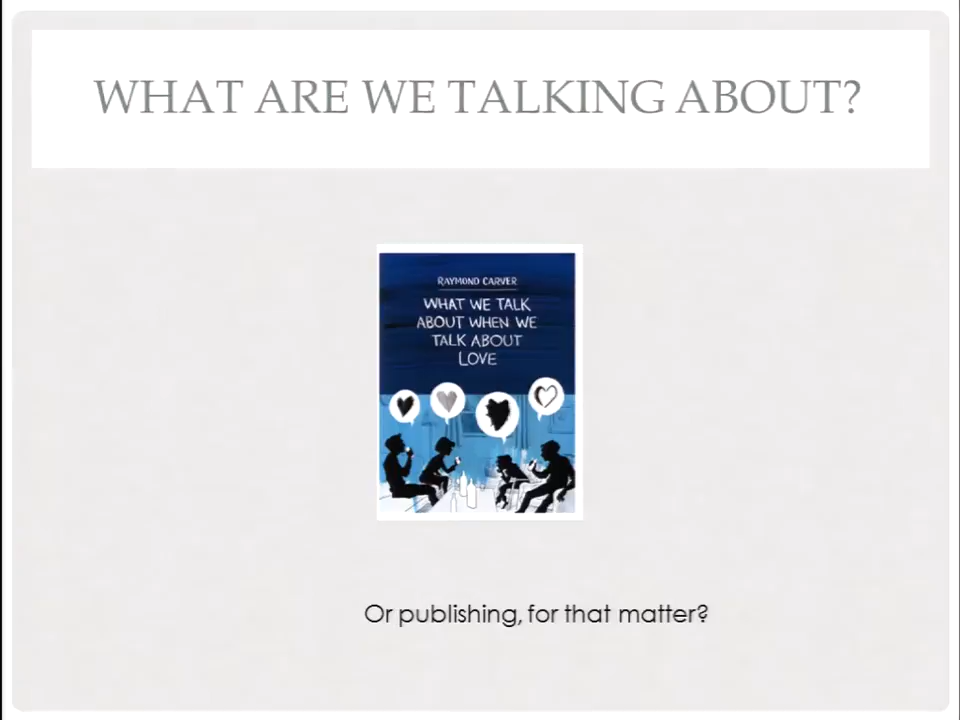 WHAT ARE WE TALKING ABOUT?
RAYMOND CARVER
WHAT WE TALK
ABOUT WHEN WE
TALK ABOUT
LOVE
Or publishing, for that matter?